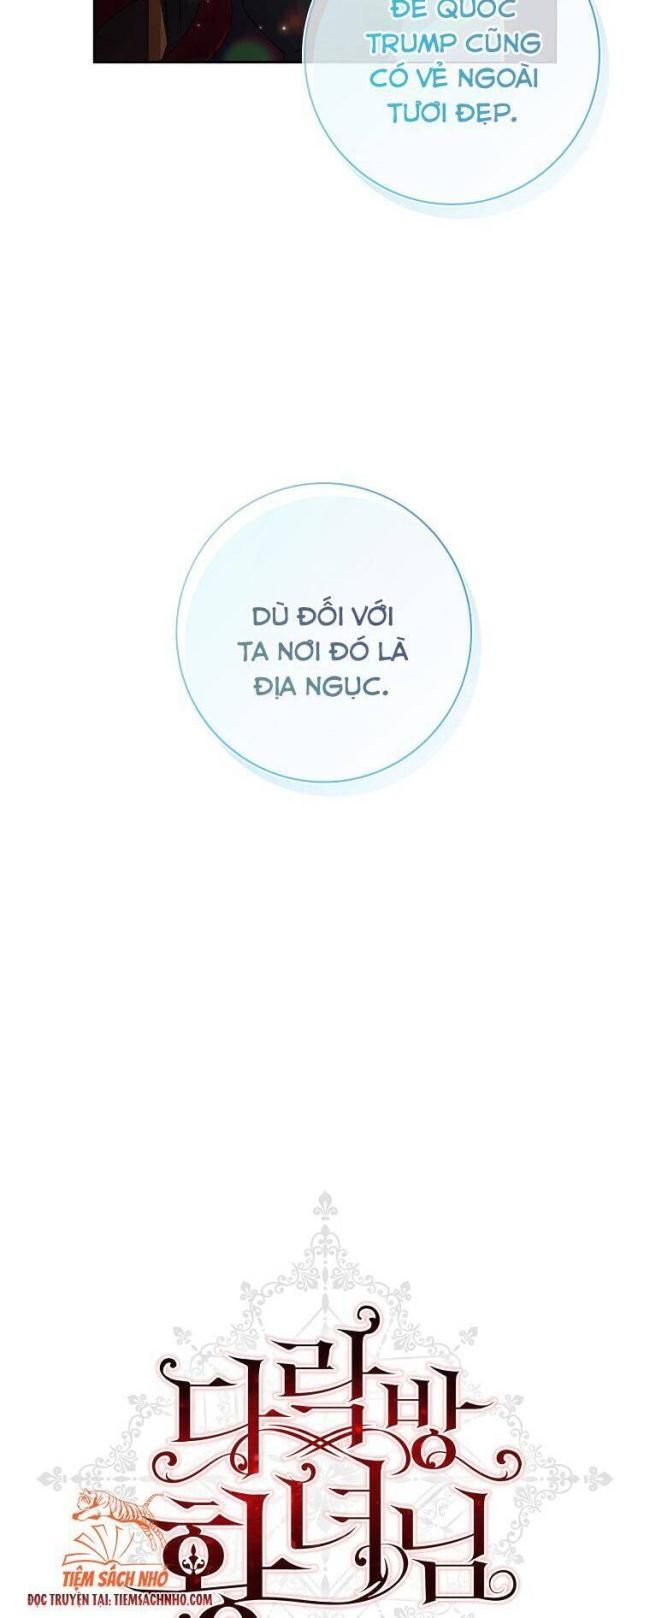 ĐẾ QUỐC
TRUMP CŨNG
CÓ VẺ NGOÀI
TƯƠI ĐẸP.
DÙ ĐỐI VỚI
TA NƠI ĐÓ LÀ
ĐỊA NGỤC.
다락방
황녀님
TIỆM SÁCH NHỎ
ĐỌC TRUYỆN TẠI: TIEMSACHNHO.COM